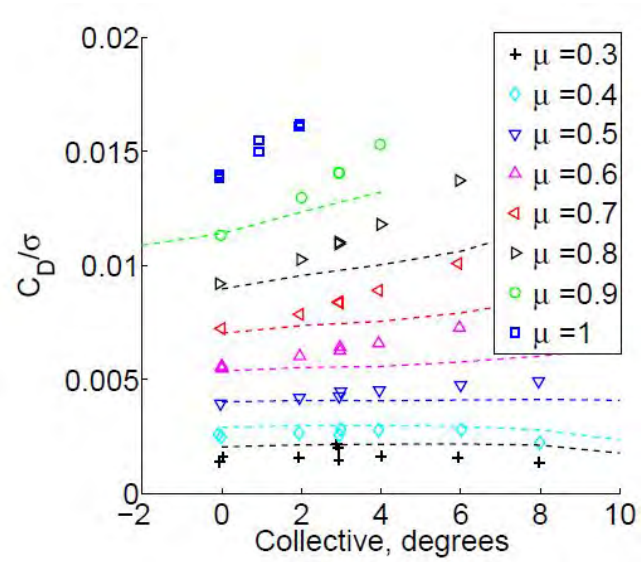 0.02
0.015
0.01
0.005
0
C_D/σ
−2 0 2 4 6 8 10
Collective, degrees
μ =0.3
μ =0.4
μ =0.5
μ =0.6
μ =0.7
μ =0.8
μ =0.9
μ =1